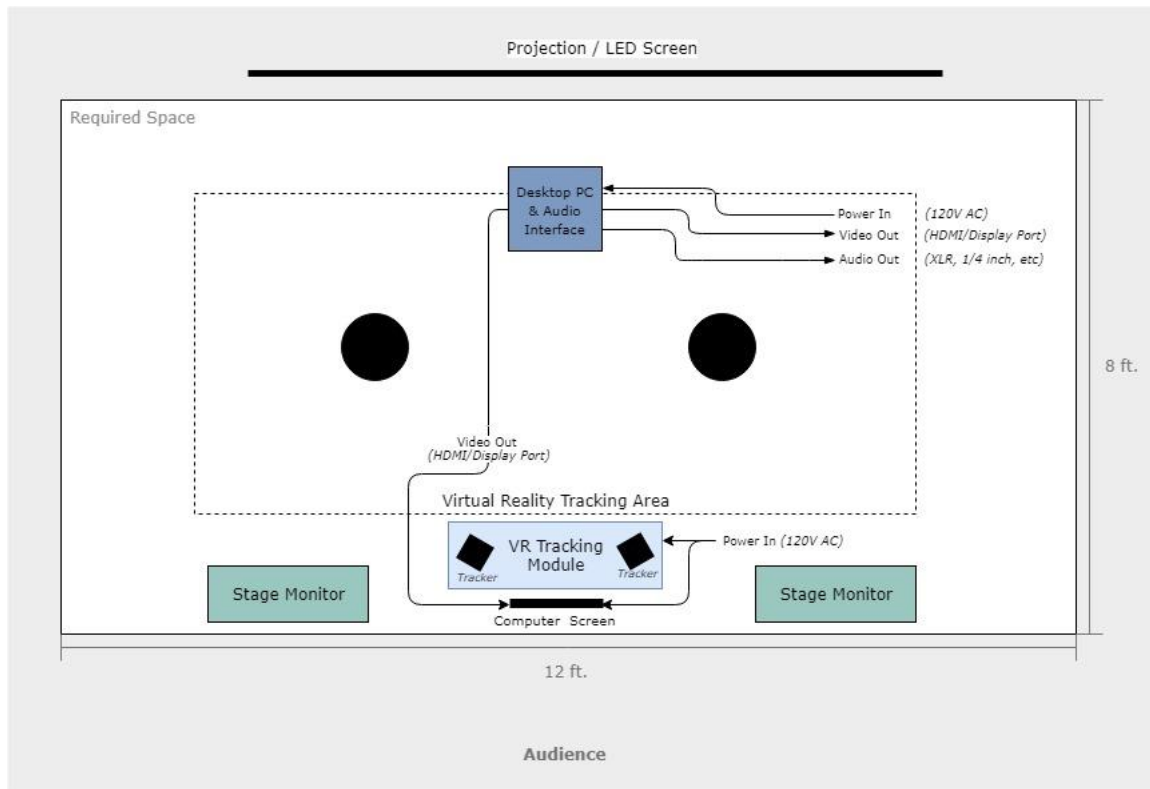 Projection / LED Screen
Required Space
Desktop PC
& Audio
Interface
Power In (120V AC)
Video Out (HDMI/Display Port)
Audio Out (XLR, 1/4 inch, etc)
8 ft.
Video Out
(HDMI/Display Port)
Virtual Reality Tracking Area
VR Tracking
Module
Tracker
Tracker
Power In (120V AC)
Stage Monitor
Stage Monitor
Computer Screen
12 ft.
Audience